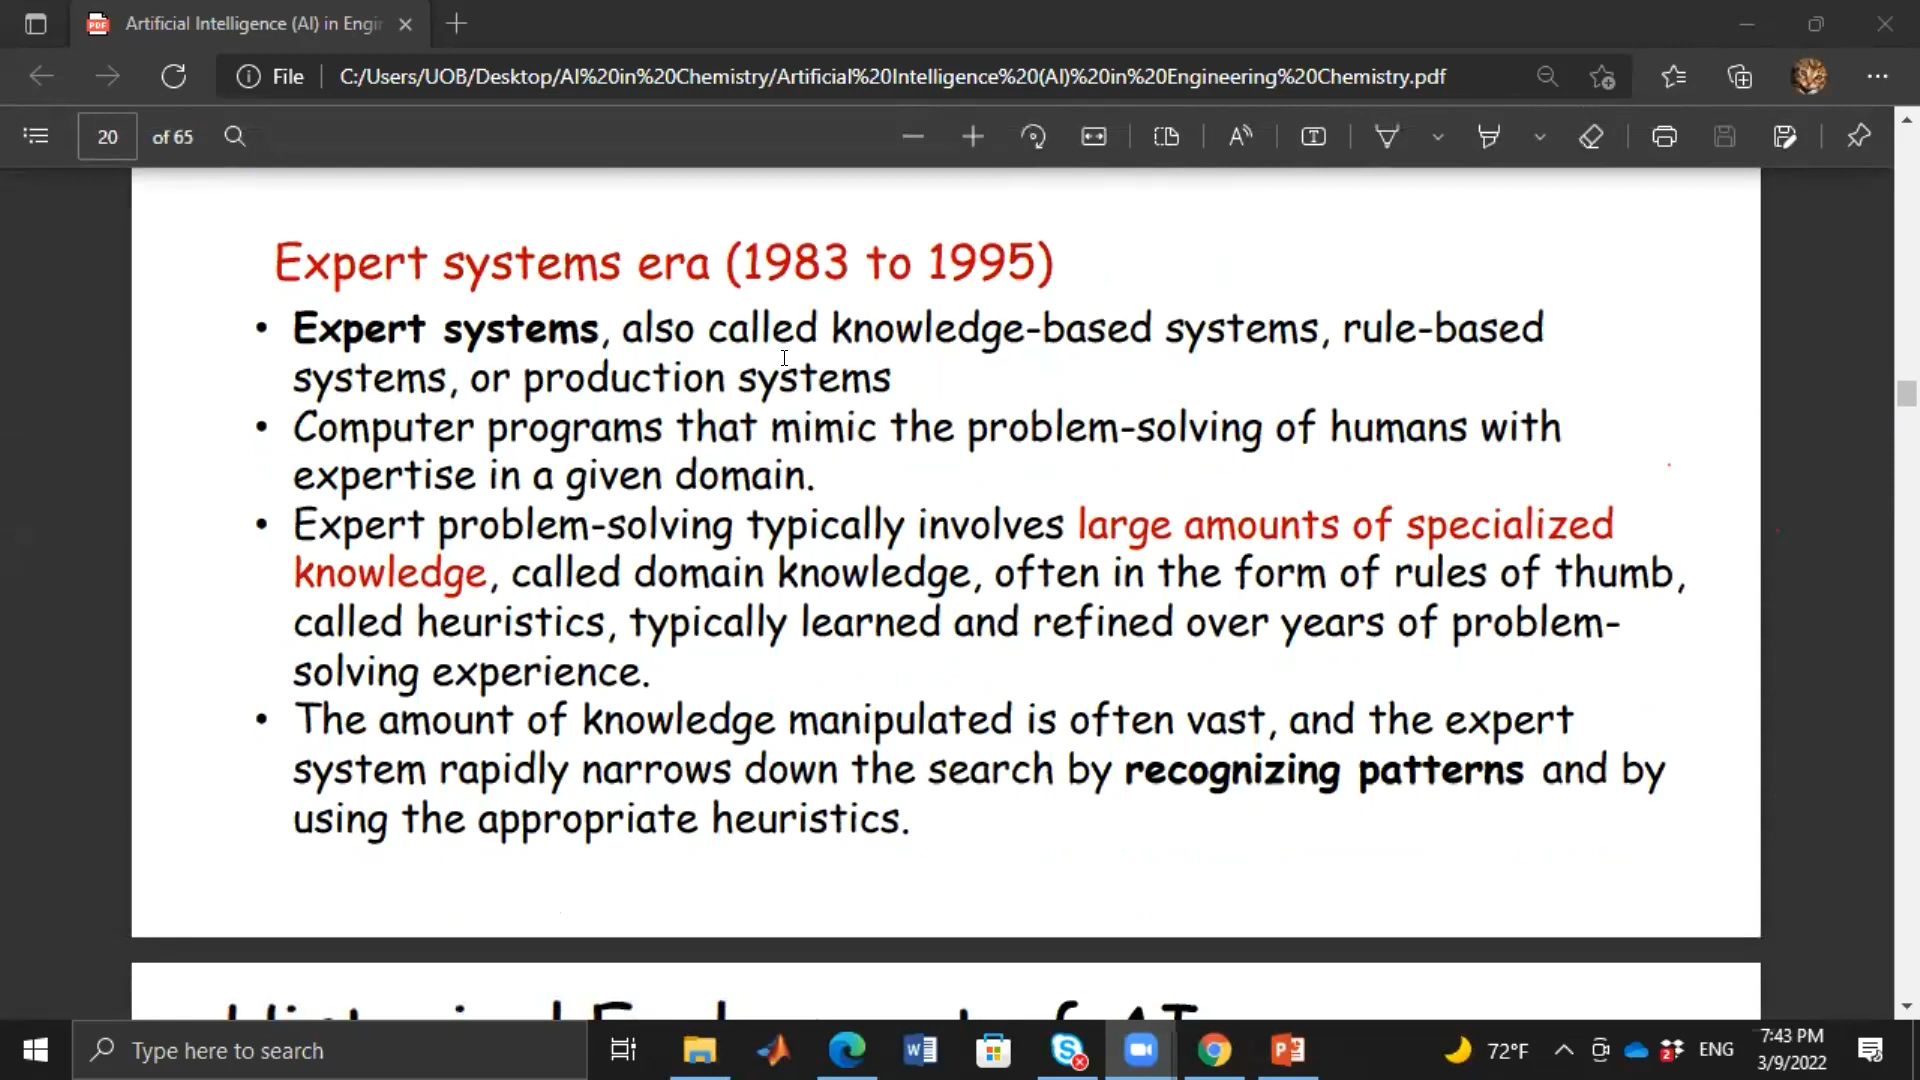 Artificial Intelligence (AI) in Engi
File
C:/Users/UOB/Desktop/AI%20in%20Chemistry/Artificial%20Intelligence%20(AI)%20in%20Engineering%20Chemistry.pdf
20 of 65
Expert systems era (1983 to 1995)
• Expert systems, also called knowledge-based systems, rule-based
systems, or production systems
• Computer programs that mimic the problem-solving of humans with
expertise in a given domain.
• Expert problem-solving typically involves large amounts of specialized
knowledge, called domain knowledge, often in the form of rules of thumb,
called heuristics, typically learned and refined over years of problem-
solving experience.
• The amount of knowledge manipulated is often vast, and the expert
system rapidly narrows down the search by recognizing patterns and by
using the appropriate heuristics.
Type here to search
72°F
ENG
7:43 PM
3/9/2022